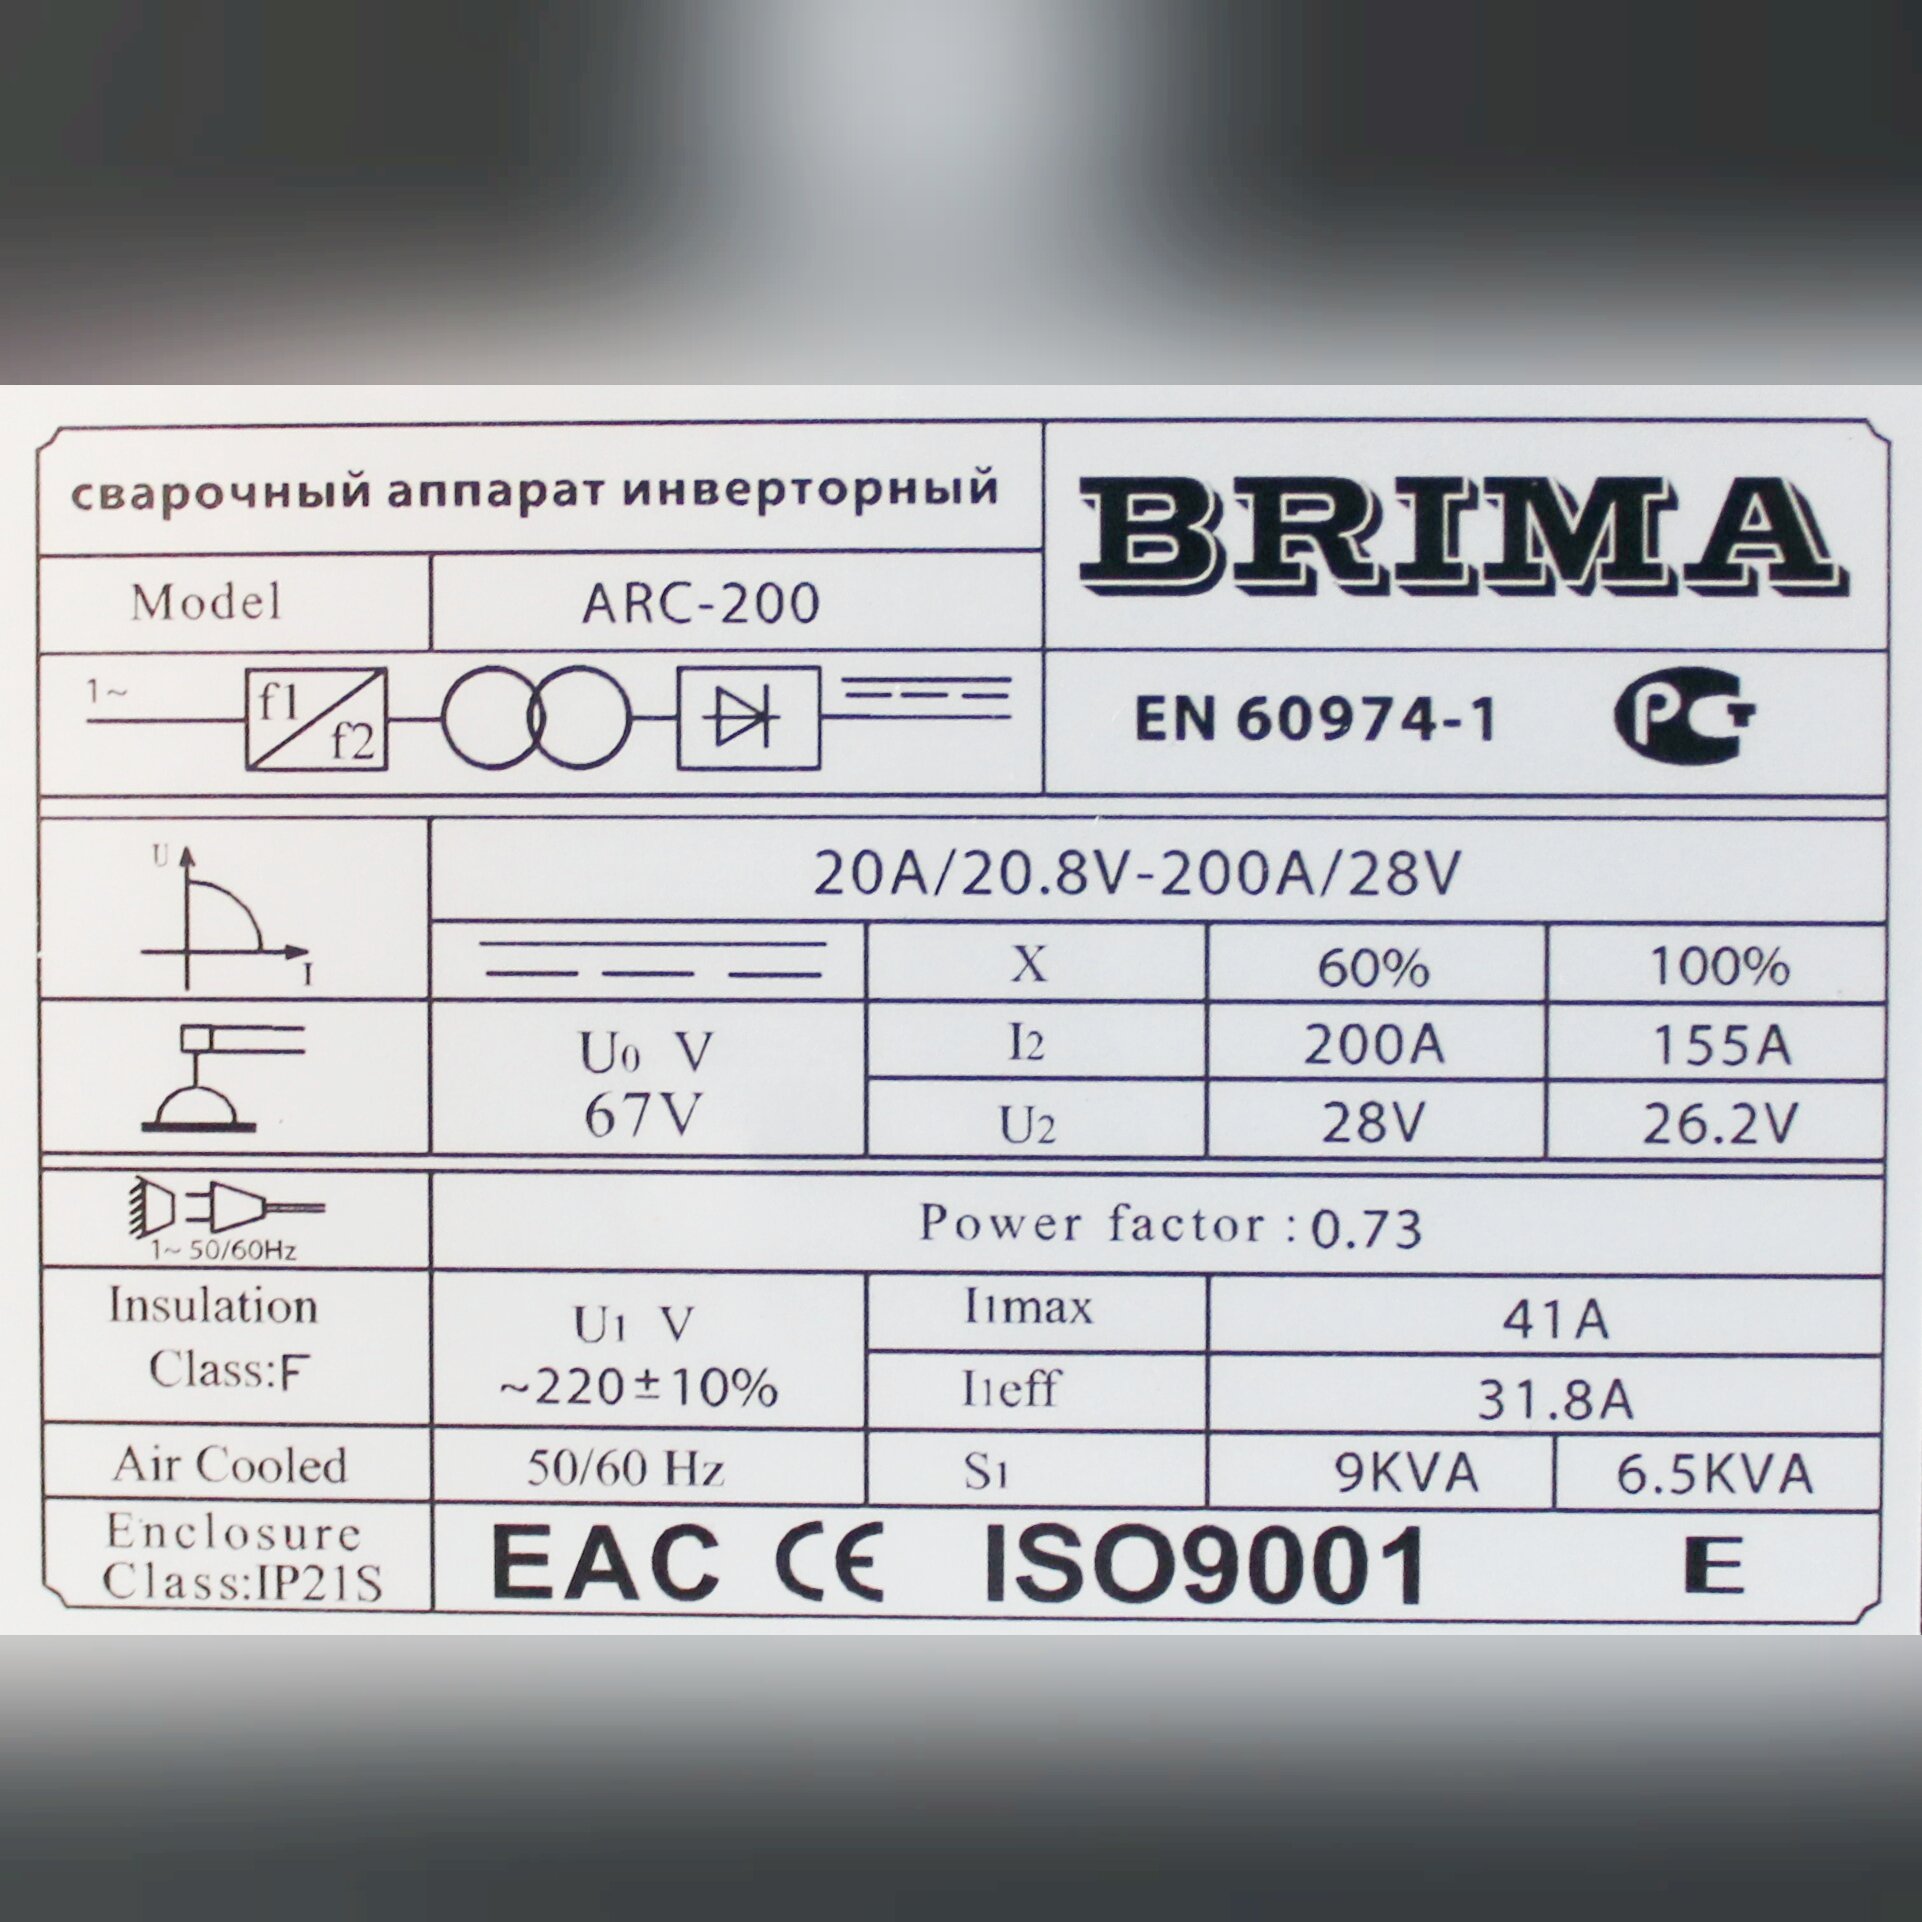 сварочный аппарат инверторный
BRIMA
Model ARC-200
1~ f1 f2
EN 60974-1 РСТ
U I
20A/20.8V-200A/28V
X 60% 100%
U0 V
67V
I2 200A 155A
U2 28V 26.2V
1~ 50/60Hz
Power factor : 0.73
Insulation
Class:F
U1 V
~220±10%
I1max 41A
I1eff 31.8A
Air Cooled 50/60 Hz S1 9KVA 6.5KVA
Enclosure
Class:IP21S
EAC CE ISO9001 E